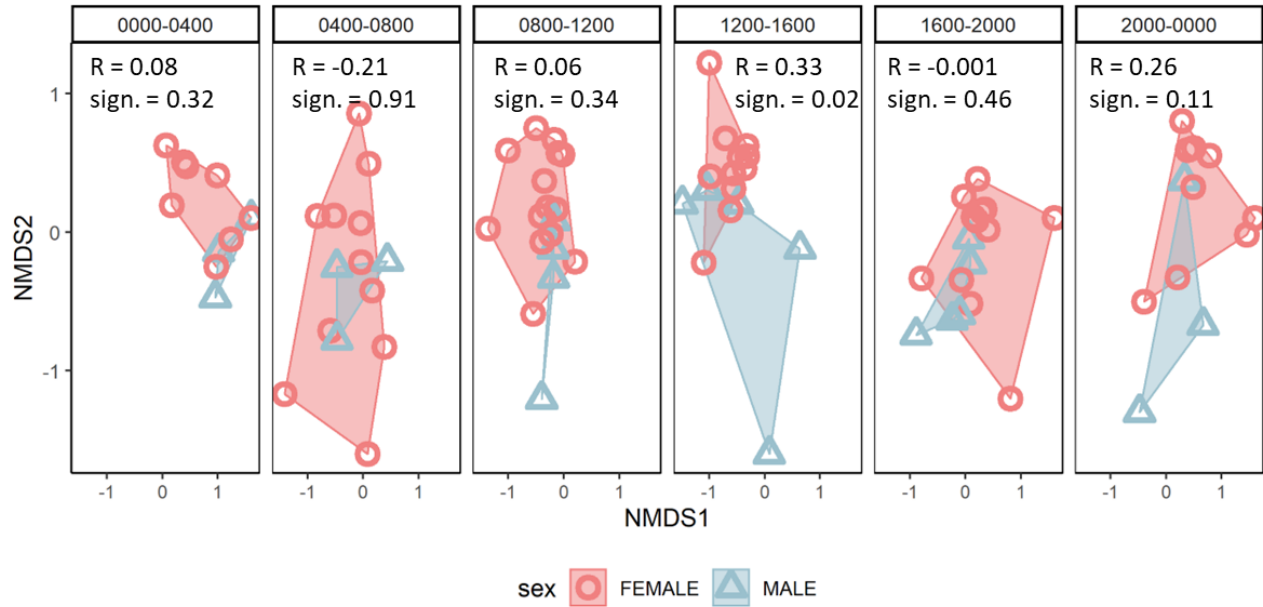 0000-0400 0400-0800 0800-1200 1200-1600 1600-2000 2000-0000
R = 0.08 R = -0.21 R = 0.06 R = 0.33 R = -0.001 R = 0.26
sign. = 0.32 sign. = 0.91 sign. = 0.34 sign. = 0.02 sign. = 0.46 sign. = 0.11
1
0
-1
NMDS2
-1 0 1 -1 0 1 -1 0 1 -1 0 1 -1 0 1 -1 0 1
NMDS1
sex FEMALE MALE